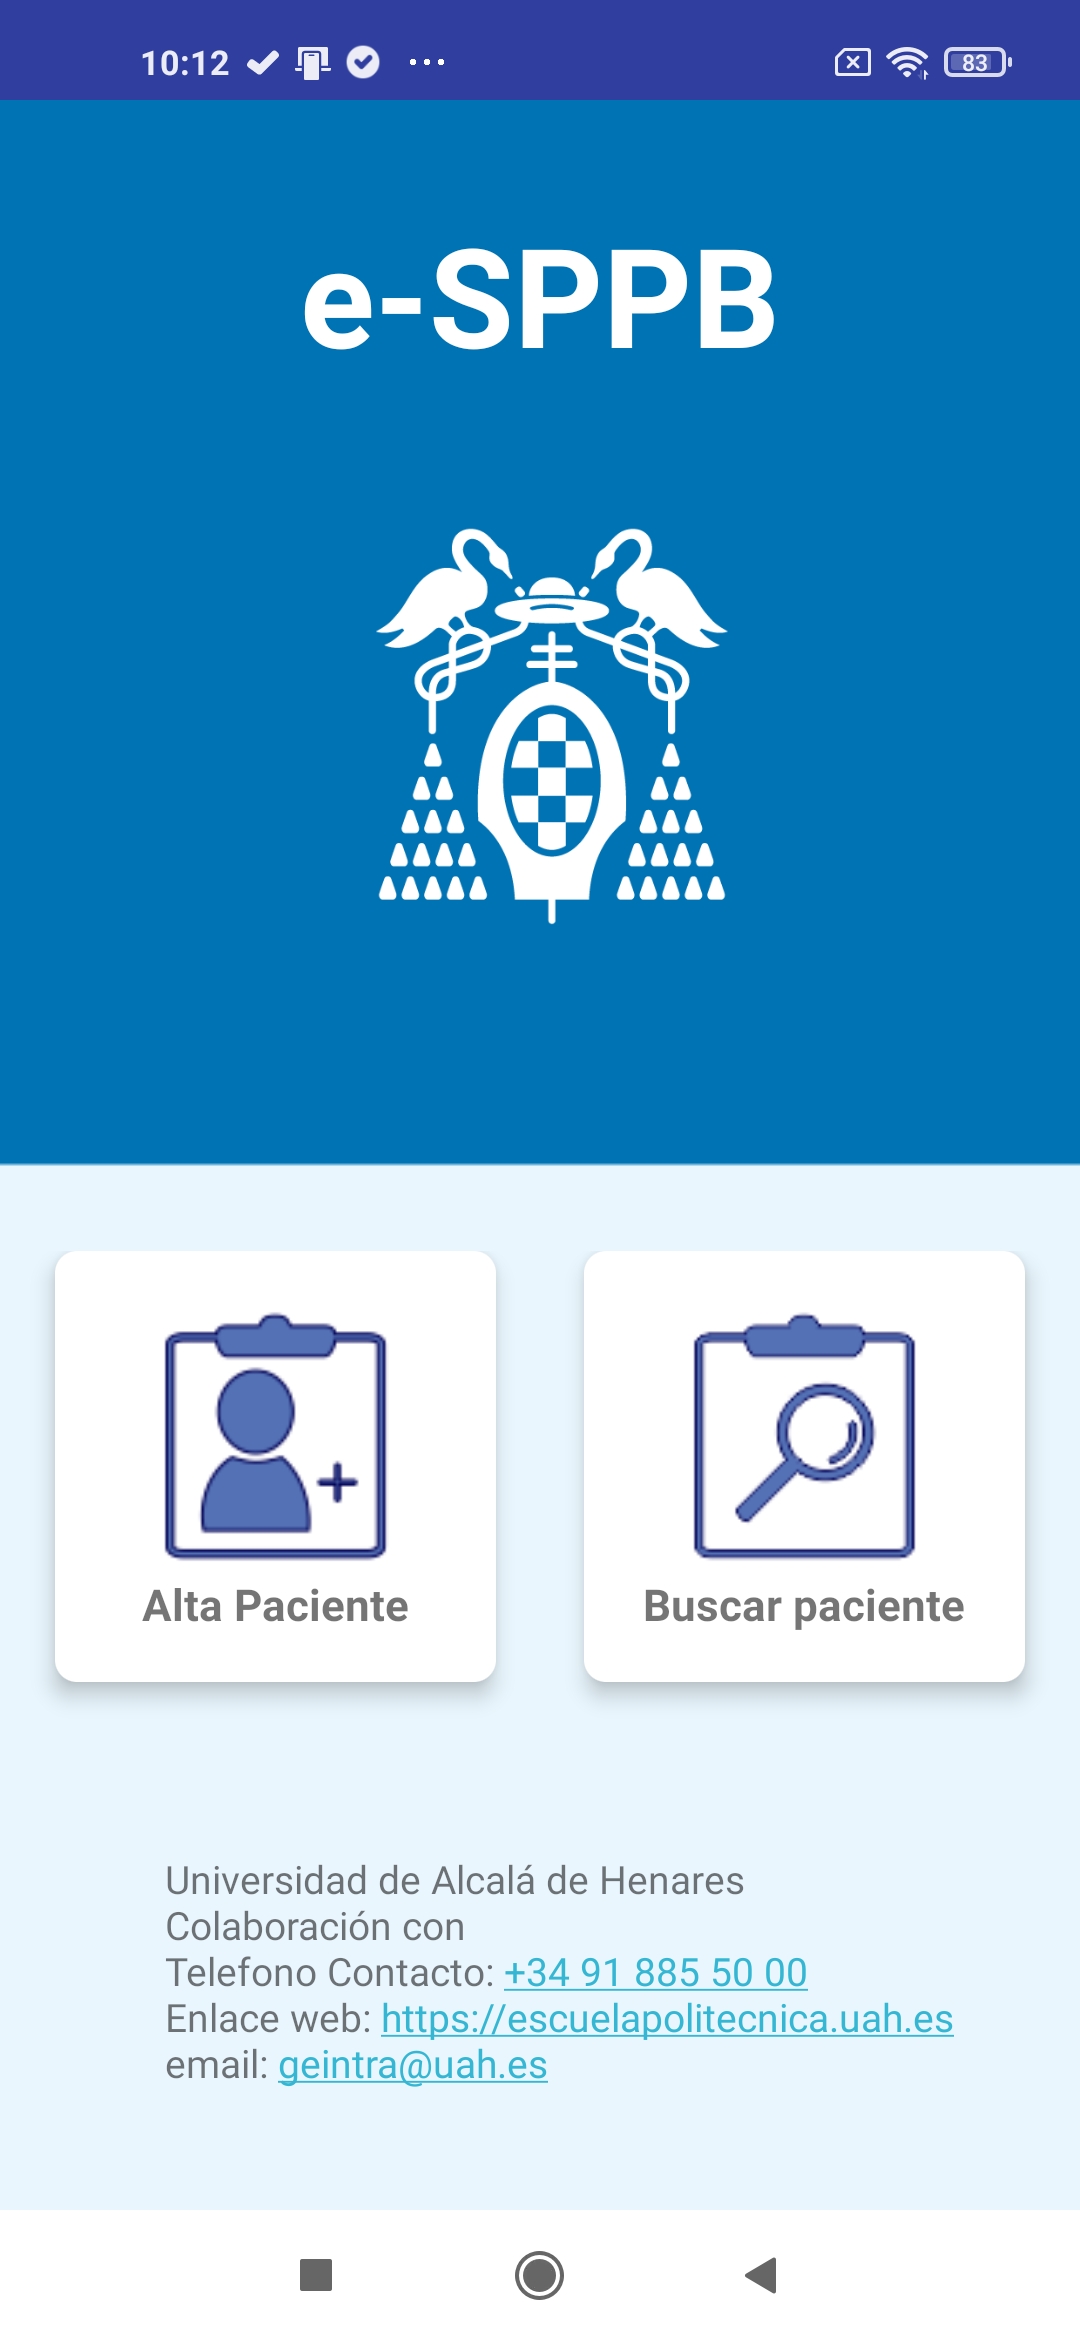 10:12
83
e-SPPB
Alta Paciente
Buscar paciente
Universidad de Alcalá de Henares
Colaboración con
Telefono Contacto: +34 91 885 50 00
Enlace web: https://escuelapolitecnica.uah.es
email: geintra@uah.es